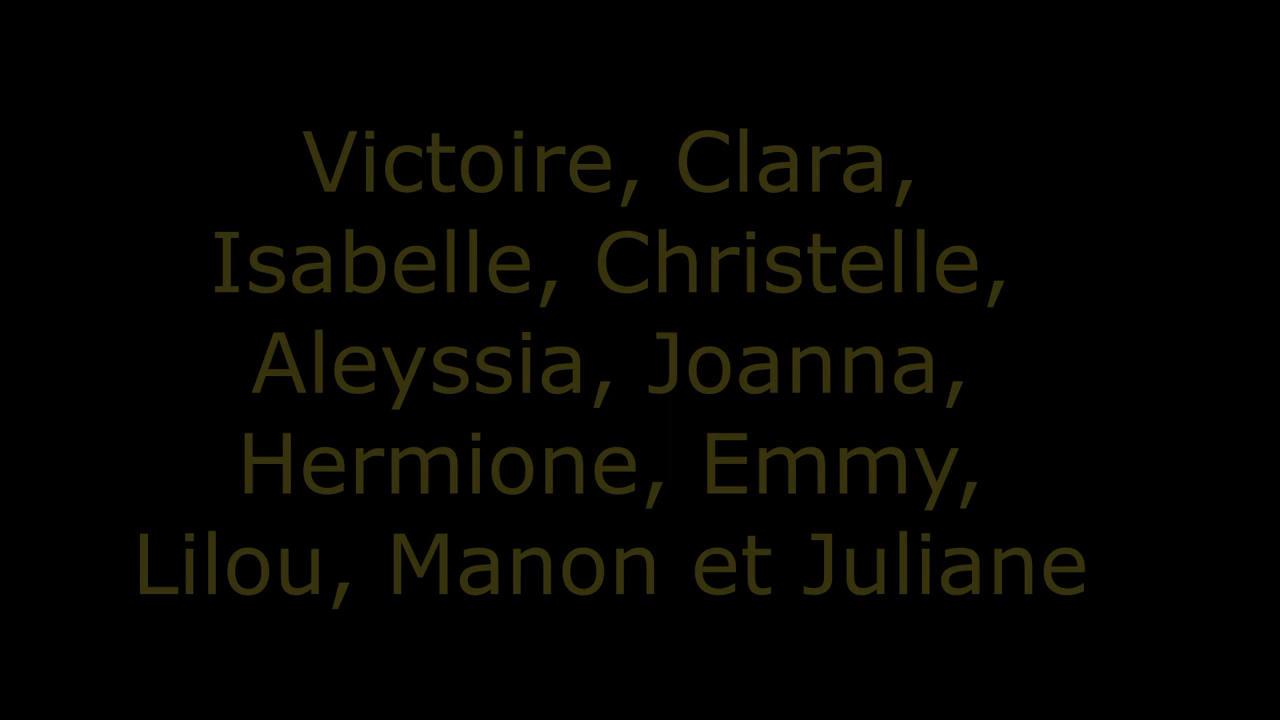 Victoire, Clara,
Isabelle, Christelle,
Aleyssia, Joanna,
Hermione, Emmy,
Lilou, Manon et Juliane